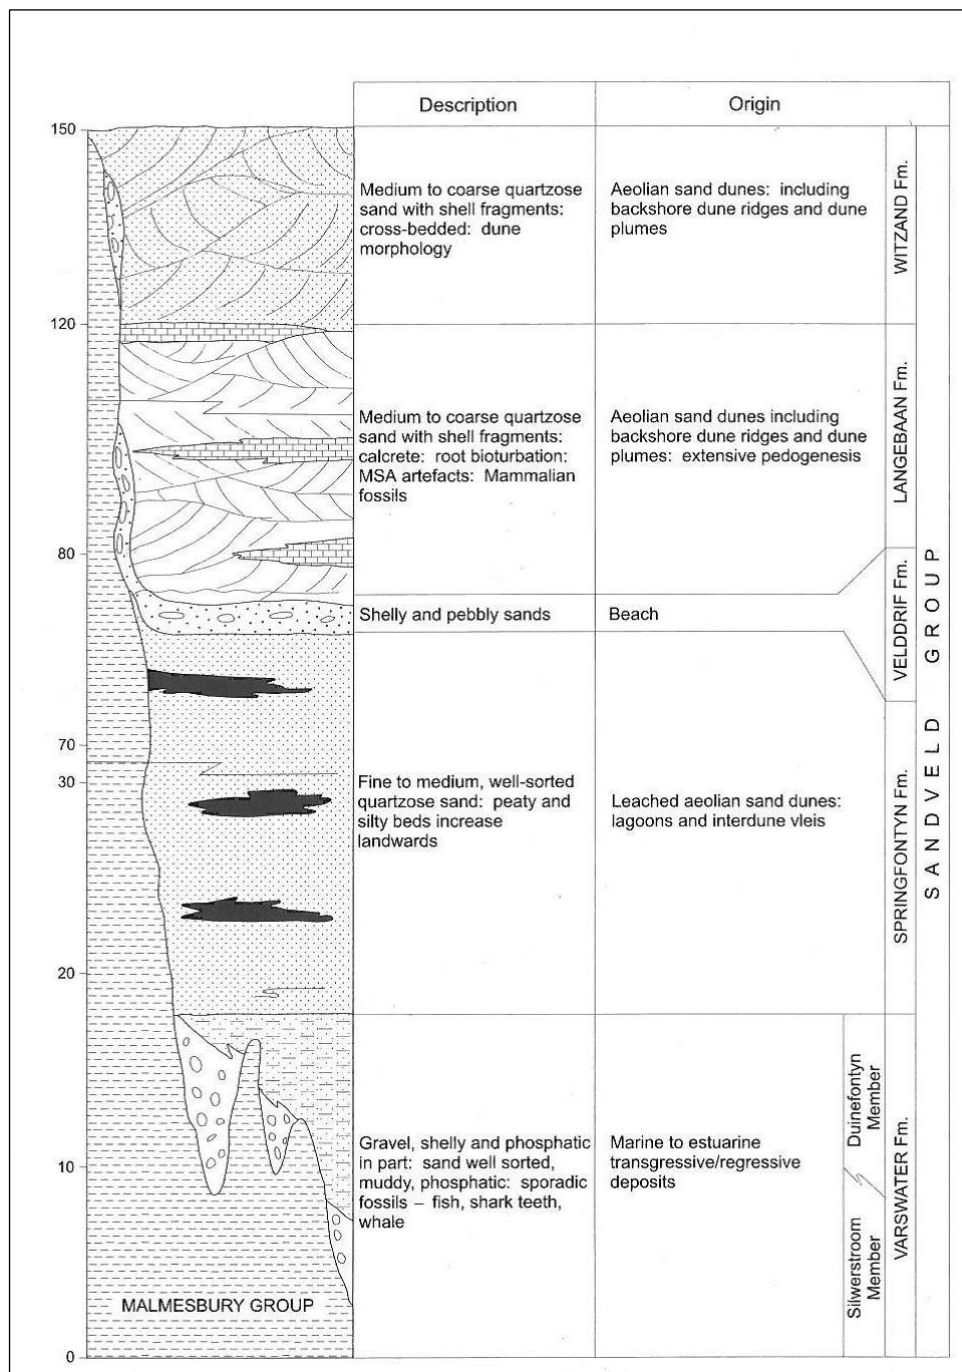 Description
Origin
150
Medium to coarse quartzose
sand with shell fragments:
cross-bedded: dune
morphology
Aeolian sand dunes: including
backshore dune ridges and dune
plumes
WITZAND Fm.
120
Medium to coarse quartzose
sand with shell fragments:
calcrete: root bioturbation:
MSA artefacts: Mammalian
fossils
Aeolian sand dunes including
backshore dune ridges and dune
plumes: extensive pedogenesis
LANGEBAAN Fm.
80
Shelly and pebbly sands
Beach
VELDDRIF Fm.
SANDVELD GROUP
70
30
Fine to medium, well-sorted
quartzose sand: peaty and
silty beds increase
landwards
Leached aeolian sand dunes:
lagoons and interdune vleis
SPRINGFONTYN Fm.
20
10
Gravel, shelly and phosphatic
in part: sand well sorted,
muddy, phosphatic: sporadic
fossils – fish, shark teeth,
whale
Marine to estuarine
transgressive/regressive
deposits
Duinefontyn
Member
Silwerstroom
Member
VARSWATER Fm.
MALMESBURY GROUP
0